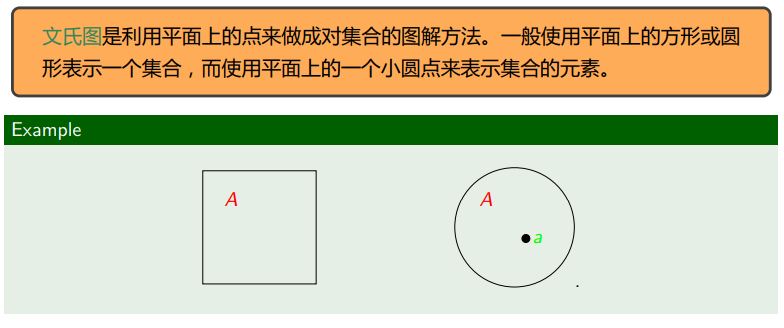 文氏图是利用平面上的点来做成对集合的图解方法。一般使用平面上的方形或圆
形表示一个集合，而使用平面上的一个小圆点来表示集合的元素。
Example
A A
a
.